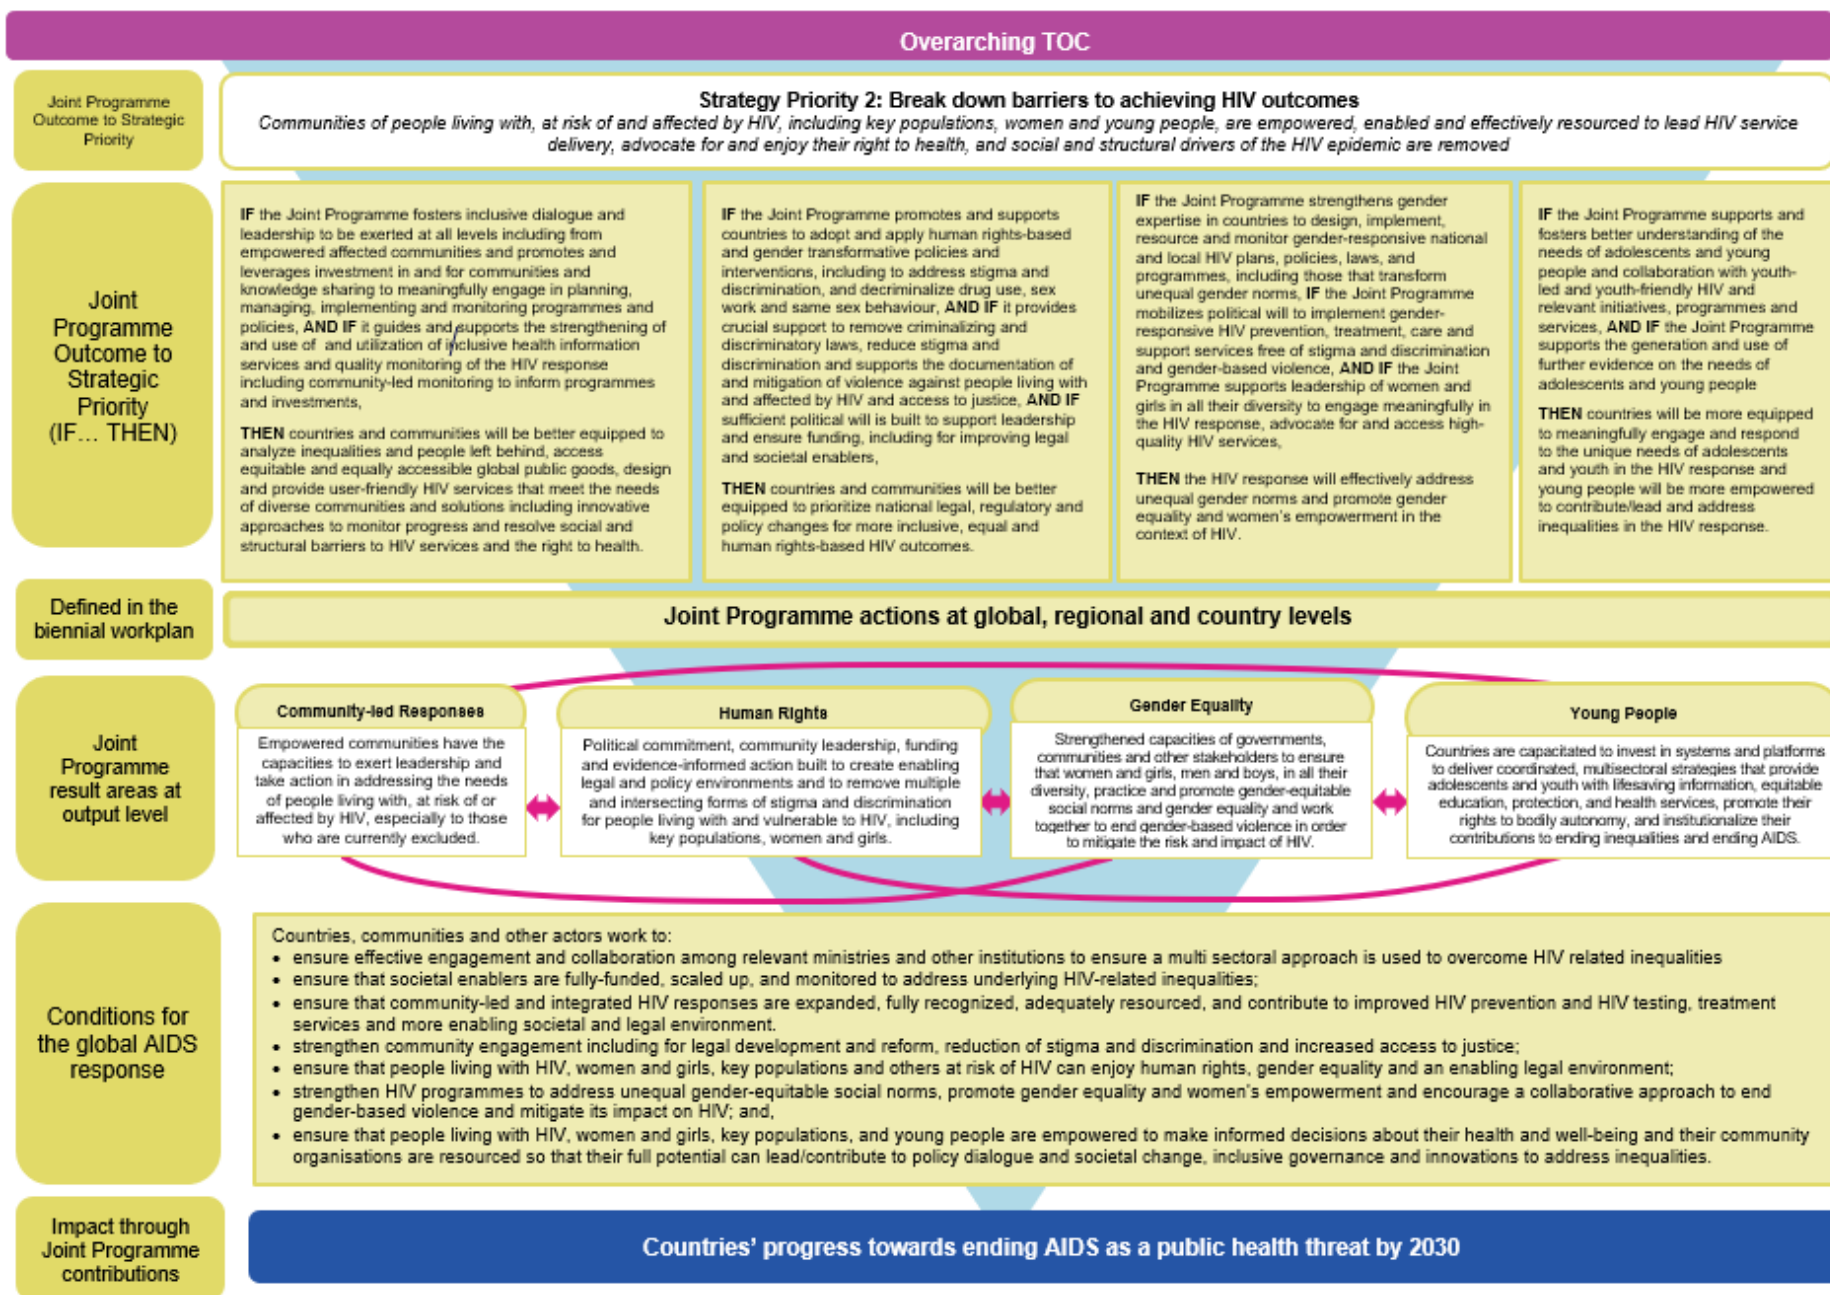 Overarching TOC
Joint Programme
Outcome to Strategic
Priority
Strategy Priority 2: Break down barriers to achieving HIV outcomes
Communities of people living with, at risk of and affected by HIV, including key populations, women and young people, are empowered, enabled and effectively resourced to lead HIV service
delivery, advocate for and enjoy their right to health, and social and structural drivers of the HIV epidemic are removed
Joint
Programme
Outcome to
Strategic
Priority
(IF... THEN)
IF the Joint Programme fosters inclusive dialogue and
leadership to be exerted at all levels including from
empowered affected communities and promotes and
leverages investment in and for communities and
knowledge sharing to meaningfully engage in planning,
managing, implementing and monitoring programmes and
policies, AND IF it guides and supports the strengthening of
and use of and utilization of inclusive health information
services and quality monitoring of the HIV response
including community-led monitoring to inform programmes
and investments,
THEN countries and communities will be better equipped to
analyze inequalities and people left behind, access
equitable and equally accessible global public goods, design
and provide user-friendly HIV services that meet the needs
of diverse communities and solutions including innovative
approaches to monitor progress and resolve social and
structural barriers to HIV services and the right to health.
IF the Joint Programme promotes and supports
countries to adopt and apply human rights-based
and gender transformative policies and
interventions, including to address stigma and
discrimination, and decriminalize drug use, sex
work and same sex behaviour, AND IF it provides
crucial support to remove criminalizing and
discriminatory laws, reduce stigma and
discrimination and supports the documentation of
and mitigation of violence against people living with
and affected by HIV and access to justice, AND IF
sufficient political will is built to support leadership
and ensure funding, including for improving legal
and societal enablers,
THEN countries and communities will be better
equipped to prioritize national legal, regulatory and
policy changes for more inclusive, equal and
human rights-based HIV outcomes.
IF the Joint Programme strengthens gender
expertise in countries to design, implement,
resource and monitor gender-responsive national
and local HIV plans, policies, laws, and
programmes, including those that transform
unequal gender norms, IF the Joint Programme
mobilizes political will to implement gender-
responsive HIV prevention, treatment, care and
support services free of stigma and discrimination
and gender-based violence, AND IF the Joint
Programme supports leadership of women and
girls in all their diversity to engage meaningfully in
the HIV response, advocate for and access high-
quality HIV services,
THEN the HIV response will effectively address
unequal gender norms and promote gender
equality and women's empowerment in the
context of HIV.
IF the Joint Programme supports and
fosters better understanding of the
needs of adolescents and young
people and collaboration with youth-
led and youth-friendly HIV and
relevant initiatives, programmes and
services, AND IF the Joint Programme
supports the generation and use of
further evidence on the needs of
adolescents and young people
THEN countries will be more equipped
to meaningfully engage and respond
to the unique needs of adolescents
and youth in the HIV response and
young people will be more empowered
to contribute/lead and address
inequalities in the HIV response.
Defined in the
biennial workplan
Joint Programme actions at global, regional and country levels
Joint
Programme
result areas at
output level
Community-led Responses
Empowered communities have the
capacities to exert leadership and
take action in addressing the needs
of people living with, at risk of or
affected by HIV, especially to those
who are currently excluded.
Human Rights
Political commitment, community leadership, funding
and evidence-informed action built to create enabling
legal and policy environments and to remove multiple
and intersecting forms of stigma and discrimination
for people living with and vulnerable to HIV, including
key populations, women and girls.
Gender Equality
Strengthened capacities of governments,
communities and other stakeholders to ensure
that women and girls, men and boys, in all their
diversity, practice and promote gender-equitable
social norms and gender equality and work
together to end gender-based violence in order
to mitigate the risk and impact of HIV.
Young People
Countries are capacitated to invest in systems and platforms
to deliver coordinated, multisectoral strategies that provide
adolescents and youth with lifesaving information, equitable
education, protection, and health services, promote their
rights to bodily autonomy, and institutionalize their
contributions to ending inequalities and ending AIDS.
Conditions for
the global AIDS
response
Countries, communities and other actors work to:
• ensure effective engagement and collaboration among relevant ministries and other institutions to ensure a multi sectoral approach is used to overcome HIV related inequalities
• ensure that societal enablers are fully-funded, scaled up, and monitored to address underlying HIV-related inequalities;
• ensure that community-led and integrated HIV responses are expanded, fully recognized, adequately resourced, and contribute to improved HIV prevention and HIV testing, treatment
services and more enabling societal and legal environment.
• strengthen community engagement including for legal development and reform, reduction of stigma and discrimination and increased access to justice;
• ensure that people living with HIV, women and girls, key populations and others at risk of HIV can enjoy human rights, gender equality and an enabling legal environment;
• strengthen HIV programmes to address unequal gender-equitable social norms, promote gender equality and women's empowerment and encourage a collaborative approach to end
gender-based violence and mitigate its impact on HIV; and,
• ensure that people living with HIV, women and girls, key populations, and young people are empowered to make informed decisions about their health and well-being and their community
organisations are resourced so that their full potential can lead/contribute to policy dialogue and societal change, inclusive governance and innovations to address inequalities.
Impact through
Joint Programme
contributions
Countries' progress towards ending AIDS as a public health threat by 2030